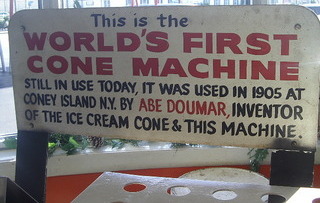 This is the
WORLD'S FIRST
CONE MACHINE
STILL IN USE TODAY, IT WAS USED IN 1905 AT
CONEY ISLAND N.Y. BY ABE DOUMAR, INVENTOR
OF THE ICE CREAM CONE & THIS MACHINE.